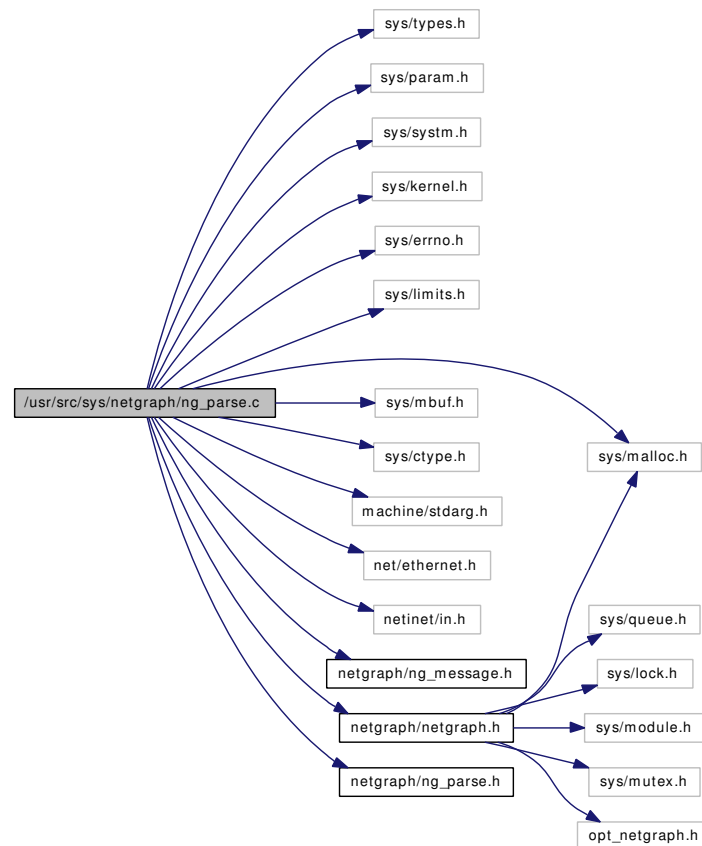 sys/types.h
sys/param.h
sys/systm.h
sys/kernel.h
sys/errno.h
sys/limits.h
/usr/src/sys/netgraph/ng_parse.c
sys/mbuf.h
sys/ctype.h
sys/malloc.h
machine/stdarg.h
net/ethernet.h
netinet/in.h
sys/queue.h
netgraph/ng_message.h
sys/lock.h
netgraph/netgraph.h
sys/module.h
netgraph/ng_parse.h
sys/mutex.h
opt_netgraph.h